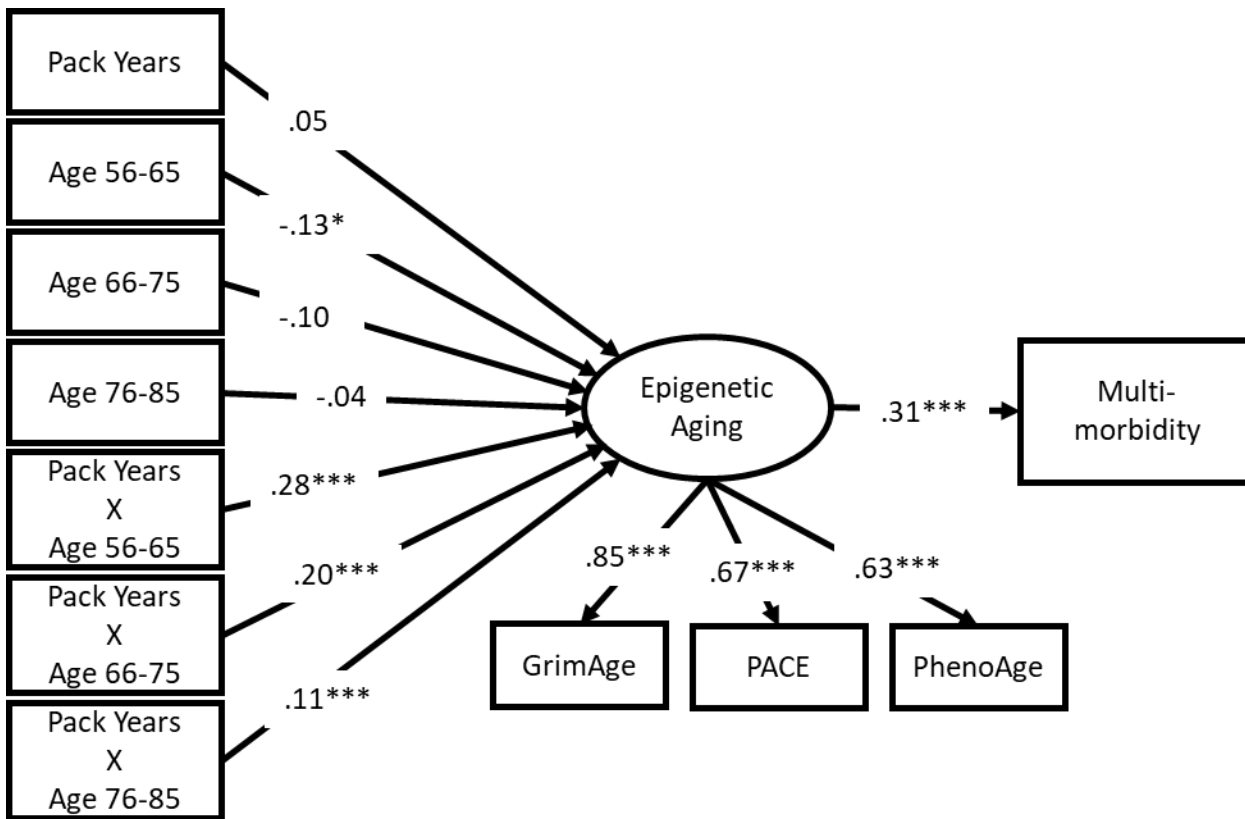 Pack Years
.05
Age 56-65
-.13*
Age 66-75
-.10
Age 76-85
-.04
Pack Years
X
Age 56-65
.28***
Pack Years
X
Age 66-75
.20***
Pack Years
X
Age 76-85
.11***
Epigenetic
Aging
.31***
Multi-
morbidity
.85***
.67***
.63***
GrimAge
PACE
PhenoAge